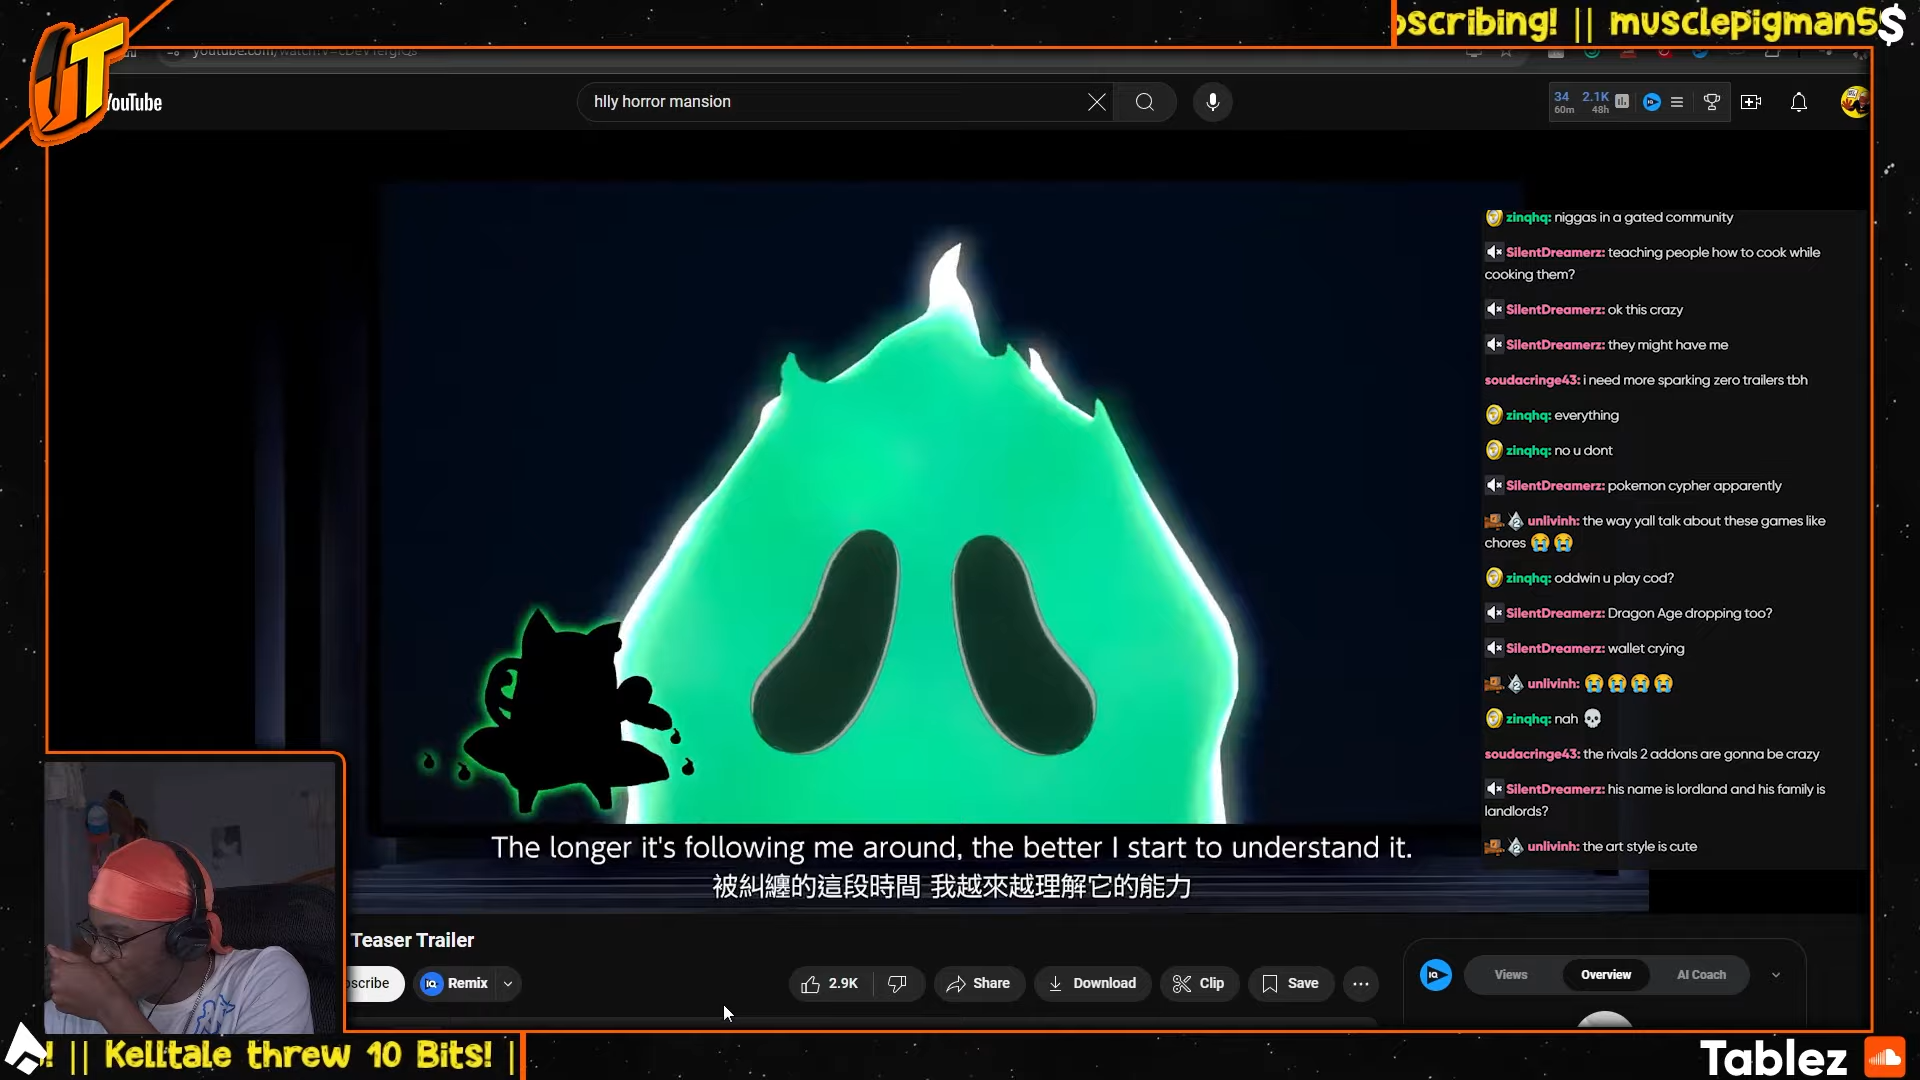 oscribing! || musclepigman5$
JT
YouTube
hlly horror mansion
34
60m
2.1K
48h
zinqhq: niggas in a gated community
SilentDreamerz: teaching people how to cook while
cooking them?
SilentDreamerz: ok this crazy
SilentDreamerz: they might have me
soudacringe43: i need more sparking zero trailers tbh
zinqhq: everything
zinqhq: no u dont
SilentDreamerz: pokemon cypher apparently
unlivinh: the way yall talk about these games like
chores 😭😭
zinqhq: oddwin u play cod?
SilentDreamerz: Dragon Age dropping too?
SilentDreamerz: wallet crying
unlivinh: 😭😭😭😭
zinqhq: nah 💀
soudacringe43: the rivals 2 addons are gonna be crazy
SilentDreamerz: his name is lordland and his family is
landlords?
unlivinh: the art style is cute
The longer it's following me around, the better I start to understand it.
被糾纏的這段時間 我越來越理解它的能力
Teaser Trailer
scribe
Remix
2.9K
Share
Download
Clip
Save
IQ
Views
Overview
AI Coach
! || Kelltale threw 10 Bits! |
Tablez